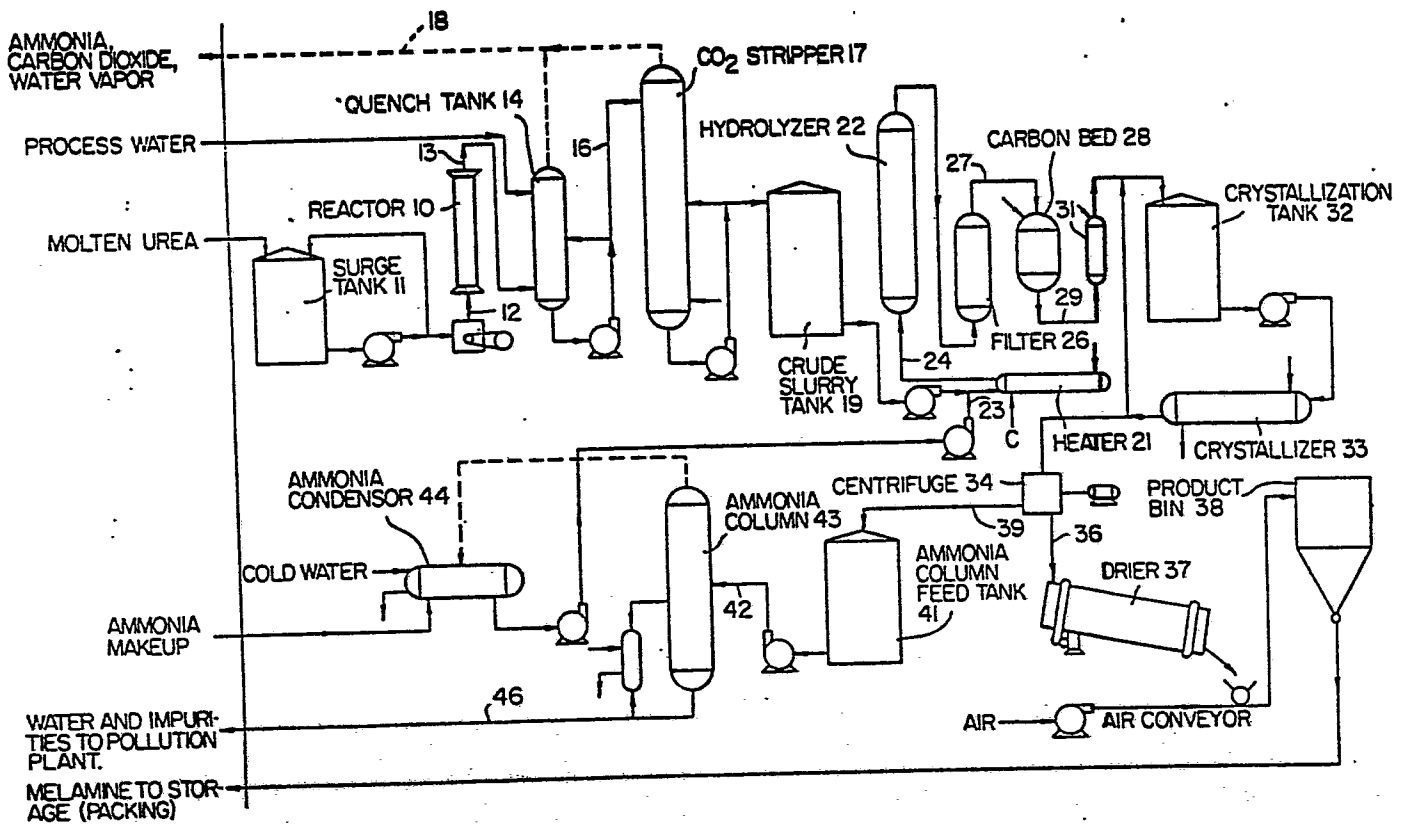 18
AMMONIA,
CARBON DIOXIDE,
WATER VAPOR
CO2 STRIPPER 17
QUENCH TANK 14
HYDROLYZER 22
CARBON BED 28
PROCESS WATER
13
16
27
REACTOR 10
31
CRYSTALLIZATION
TANK 32
MOLTEN UREA
SURGE
TANK 11
12
29
FILTER 26
24
CRUDE
SLURRY
TANK 19
23
C
HEATER 21
CRYSTALLIZER 33
AMMONIA
CONDENSOR 44
AMMONIA
COLUMN 43
CENTRIFUGE 34
PRODUCT
BIN 38
39
36
COLD WATER
42
AMMONIA
COLUMN
FEED TANK
41
DRIER 37
AMMONIA
MAKEUP
46
WATER AND IMPURI-
TIES TO POLLUTION
PLANT.
AIR
AIR CONVEYOR
MELAMINE TO STOR-
AGE (PACKING)